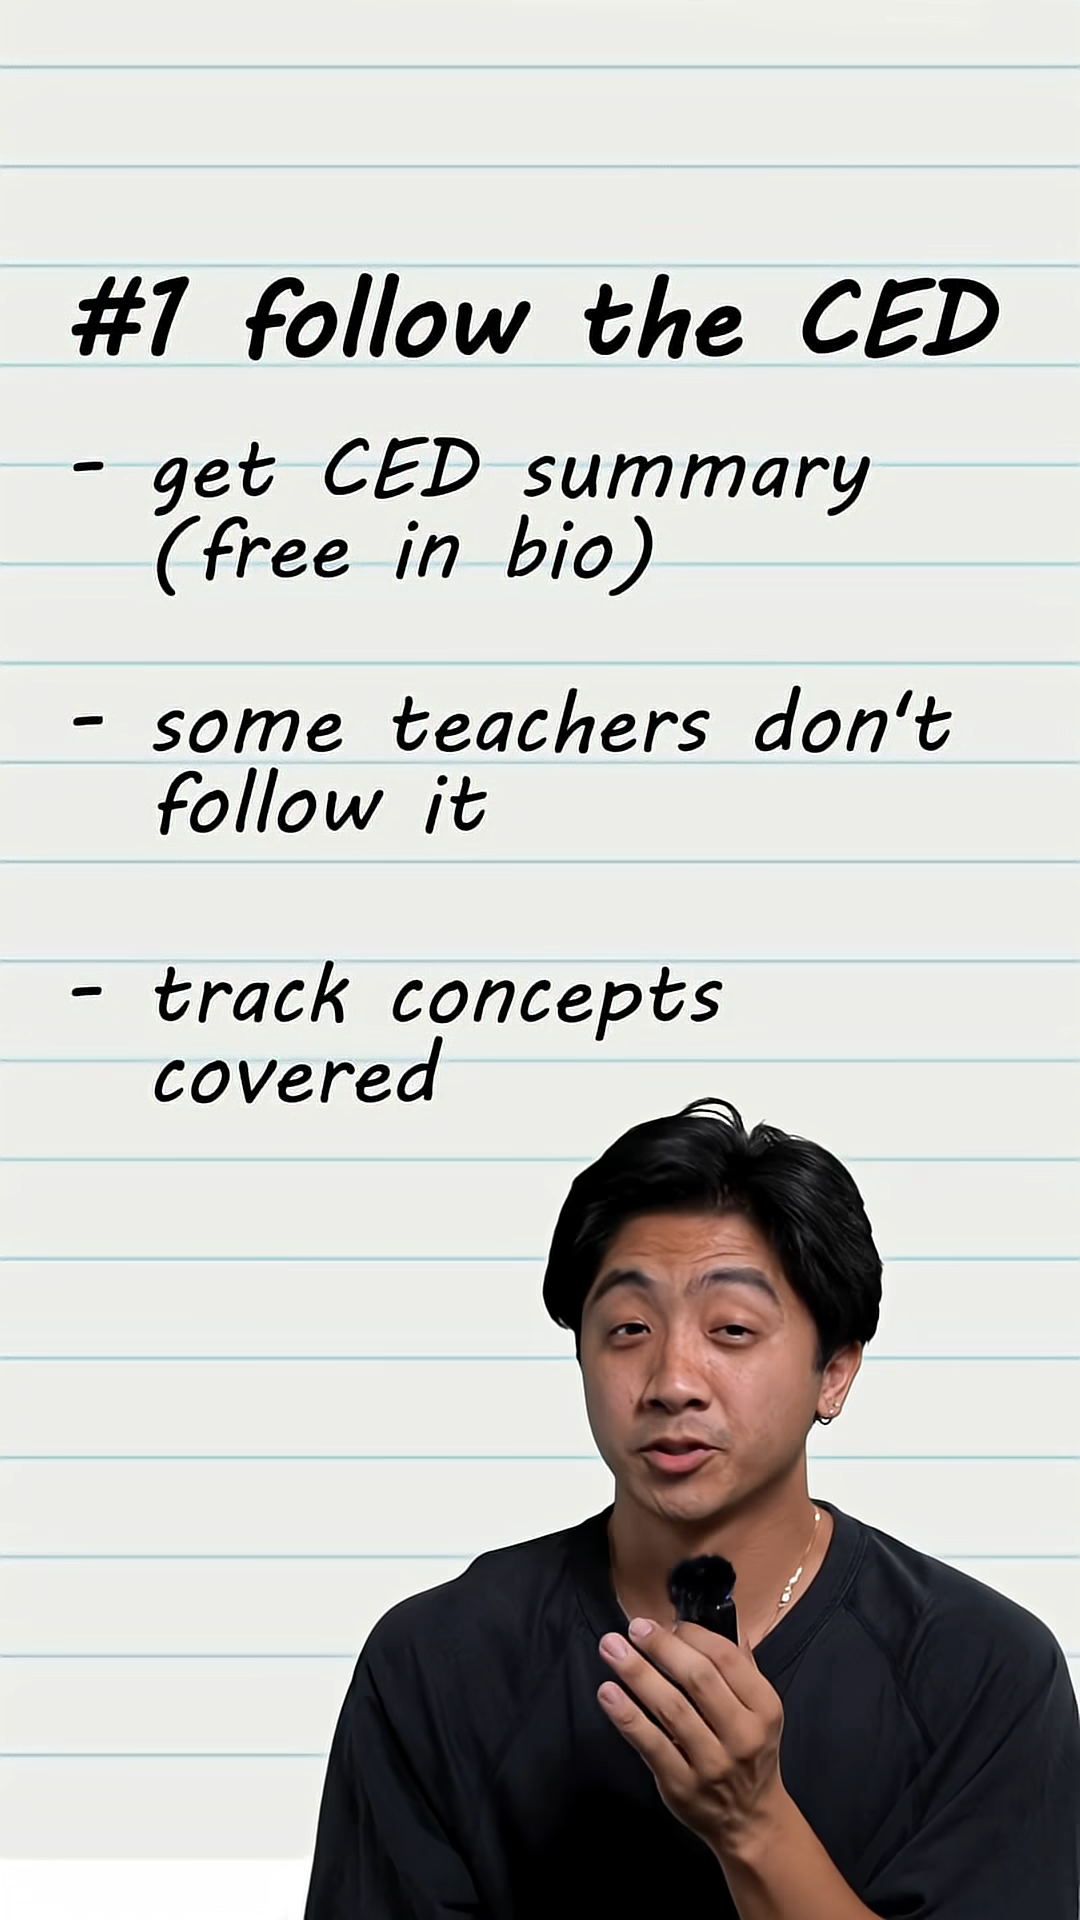 #1 follow the CED
- get CED summary
(free in bio)
- some teachers don't
follow it
- track concepts
covered